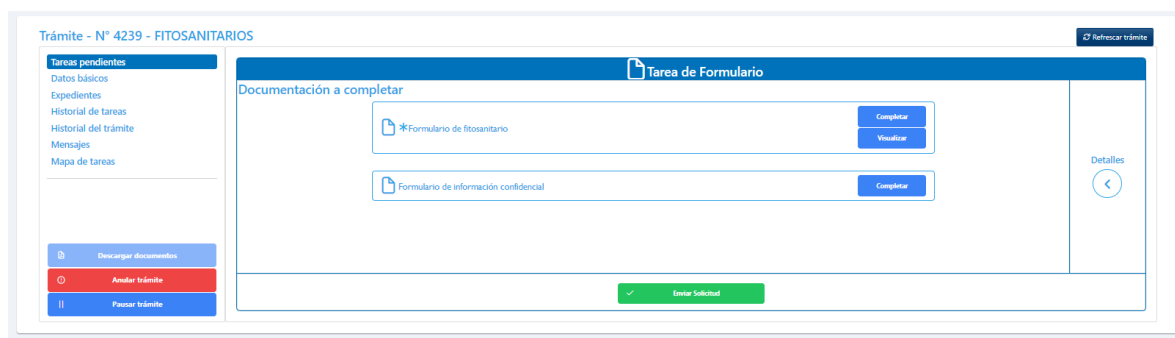 Trámite - N° 4239 - FITOSANITARIOS
Refrescar trámite
Tareas pendientes
Datos básicos
Expedientes
Historial de tareas
Historial del trámite
Mensajes
Mapa de tareas
Descargar documentos
Anular trámite
Pausar trámite
Tarea de Formulario
Documentación a completar
*Formulario de fitosanitario
Completar
Visualizar
Formulario de información confidencial
Completar
Enviar Solicitud
Detalles